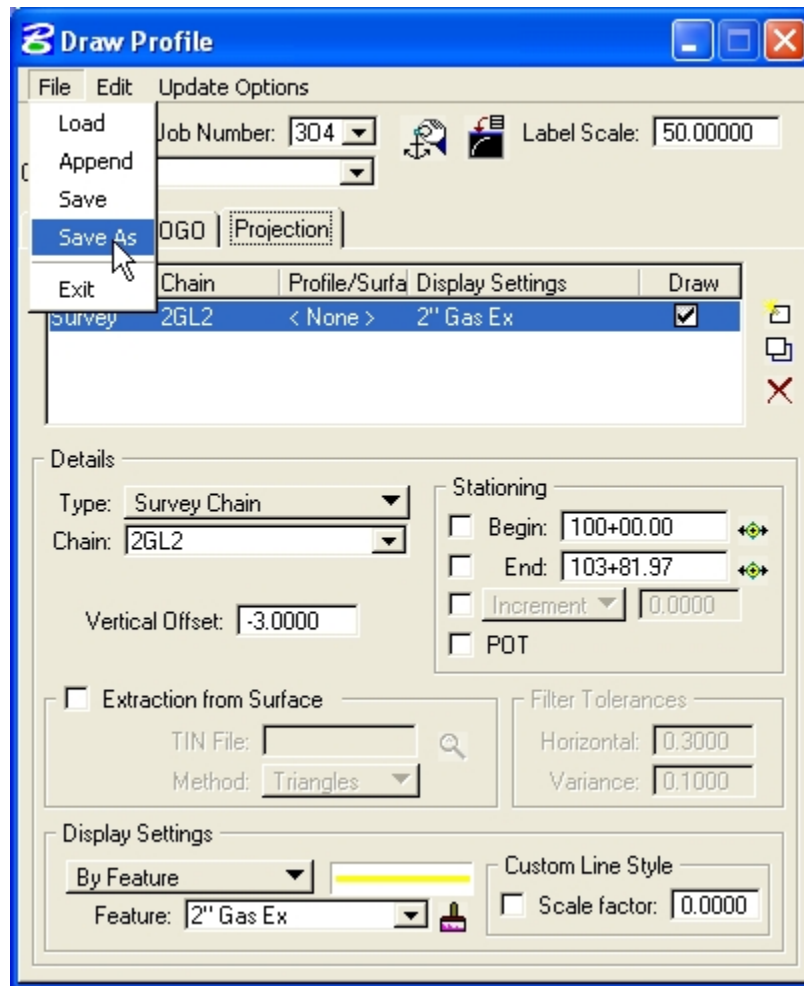 Draw Profile
File Edit Update Options
Load
Append
Save
Save As
Exit
Job Number: 304 Label Scale: 50.00000
OGO Projection
Chain Profile/Surfa Display Settings Draw
Survey 2GL2 < None > 2" Gas Ex
Details
Type: Survey Chain
Chain: 2GL2
Vertical Offset: -3.0000
Stationing
Begin: 100+00.00
End: 103+81.97
Increment 0.0000
POT
Extraction from Surface
TIN File:
Method: Triangles
Filter Tolerances
Horizontal: 0.3000
Variance: 0.1000
Display Settings
By Feature
Feature: 2" Gas Ex
Custom Line Style
Scale factor: 0.0000